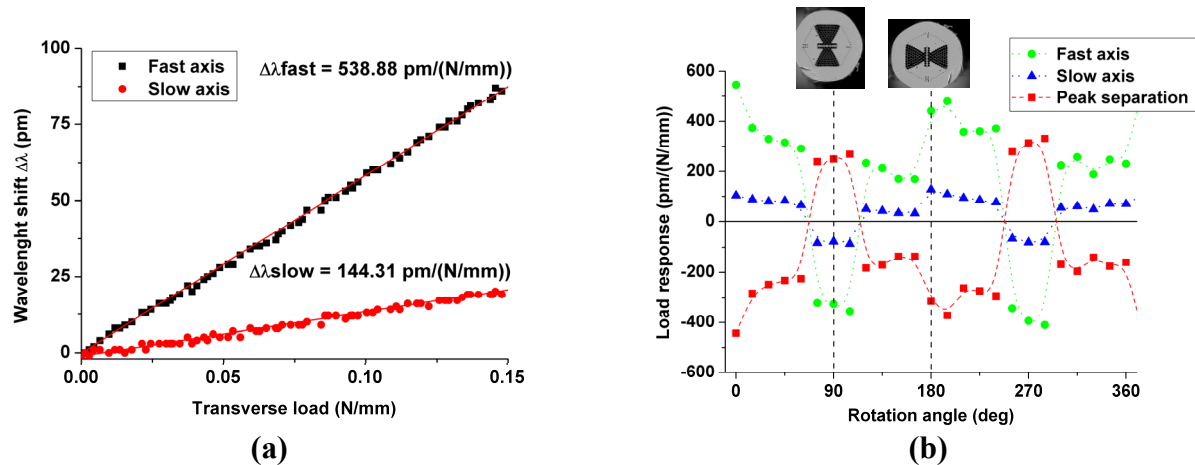 100
75
50
25
0
0.00
0.05
0.10
0.15
Wavelenght shift Δλ (pm)
Transverse load (N/mm)
Fast axis
Slow axis
Δλfast = 538.88 pm/(N/mm))
Δλslow = 144.31 pm/(N/mm))
(a)
Fast axis
Slow axis
Peak separation
600
400
200
0
-200
-400
-600
0
90
180
270
360
Load response (pm/(N/mm))
Rotation angle (deg)
(b)